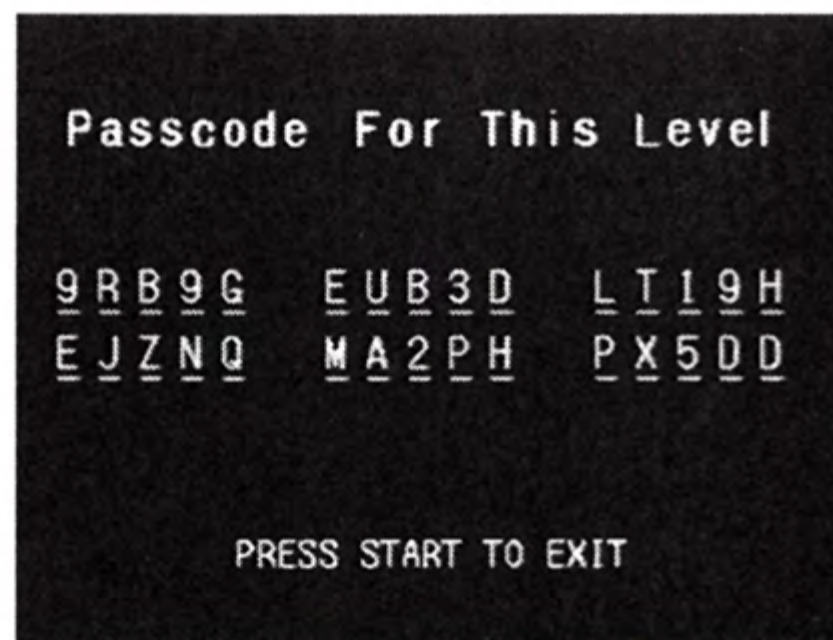 Passcode For This Level
9RB9G EUB3D LT19H
EJZNQ MA2PH PX5DD
PRESS START TO EXIT